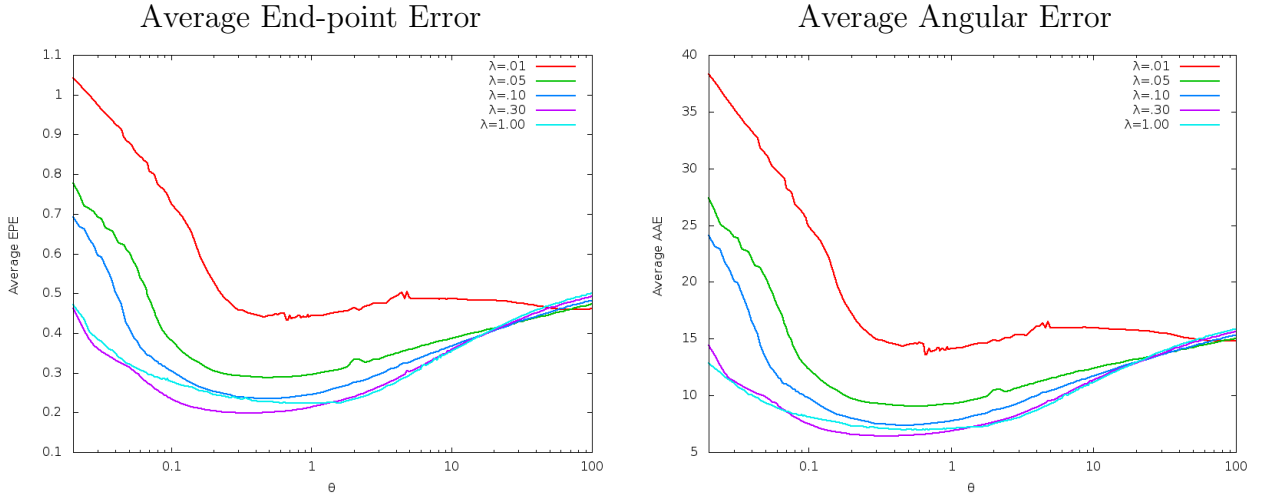 Average End-point Error
1.1
1
0.9
0.8
0.7
0.6
0.5
0.4
0.3
0.2
0.1
Average EPE
λ=.01
λ=.05
λ=.10
λ=.30
λ=1.00
0.1
1
10
100
θ
Average Angular Error
40
35
30
25
20
15
10
5
Average AAE
λ=.01
λ=.05
λ=.10
λ=.30
λ=1.00
0.1
1
10
100
θ